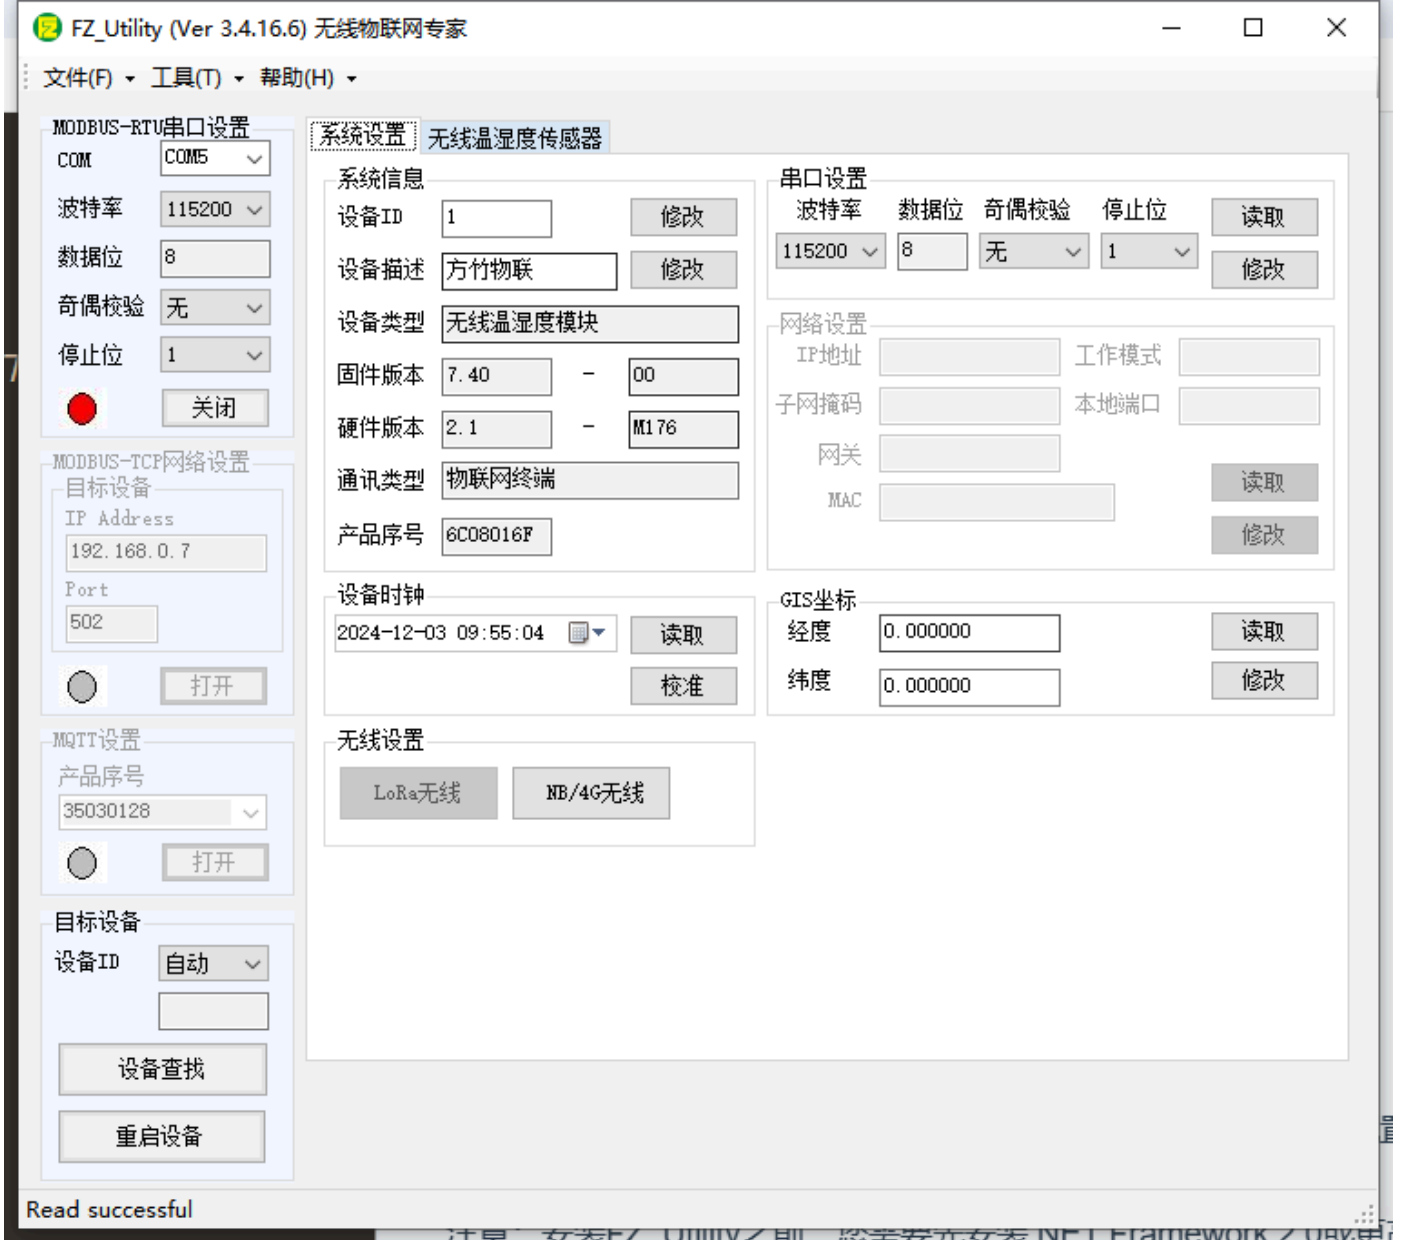 FZ_Utility (Ver 3.4.16.6) 无线物联网专家
文件(F) 工具(T) 帮助(H)
MODBUS-RTU串口设置
COM COM5
波特率 115200
数据位 8
奇偶校验 无
停止位 1
关闭
MODBUS-TCP网络设置
目标设备
IP Address
192.168.0.7
Port
502
打开
MQTT设置
产品序号
35030128
打开
目标设备
设备ID 自动
设备查找
重启设备
系统设置 无线温湿度传感器
系统信息
设备ID 1 修改
设备描述 方竹物联 修改
设备类型 无线温湿度模块
固件版本 7.40 - 00
硬件版本 2.1 - M176
通讯类型 物联网终端
产品序号 6C08016F
设备时钟
2024-12-03 09:55:04 读取
校准
无线设置
LoRa无线 NB/4G无线
串口设置
波特率 数据位 奇偶校验 停止位 读取
115200 8 无 1 修改
网络设置
IP地址 工作模式
子网掩码 本地端口
网关
MAC 读取
修改
GIS坐标
经度 0.000000 读取
纬度 0.000000 修改
Read successful